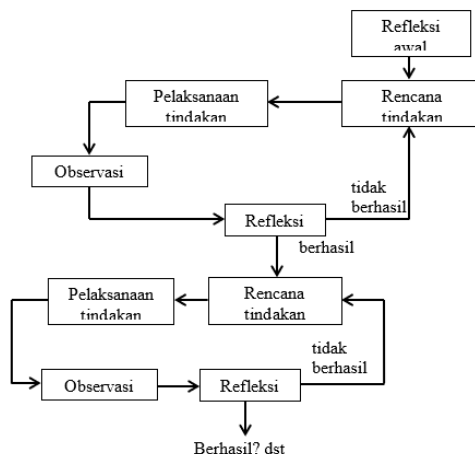 Refleksi
awal
Pelaksanaan
tindakan
Rencana
tindakan
Observasi
tidak
berhasil
Refleksi
berhasil
Pelaksanaan
tindakan
Rencana
tindakan
tidak
berhasil
Observasi
Refleksi
Berhasil? dst